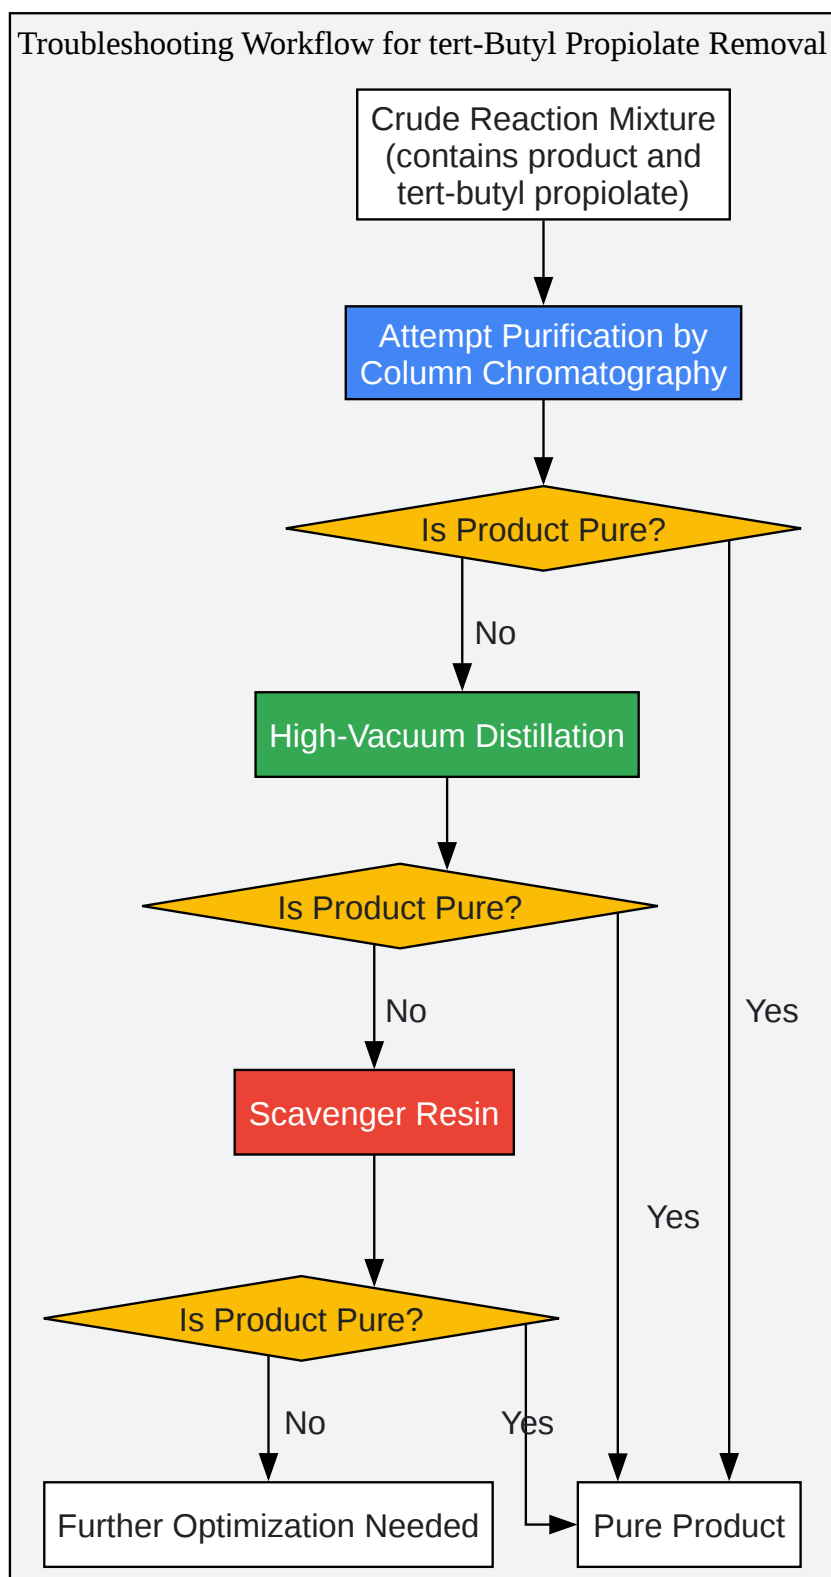 Troubleshooting Workflow for tert-Butyl Propiolate Removal
Crude Reaction Mixture
(contains product and
tert-butyl propiolate)
Attempt Purification by
Column Chromatography
Is Product Pure?
No
High-Vacuum Distillation
Is Product Pure?
No
Yes
Scavenger Resin
Yes
Is Product Pure?
No
Yes
Further Optimization Needed
Pure Product